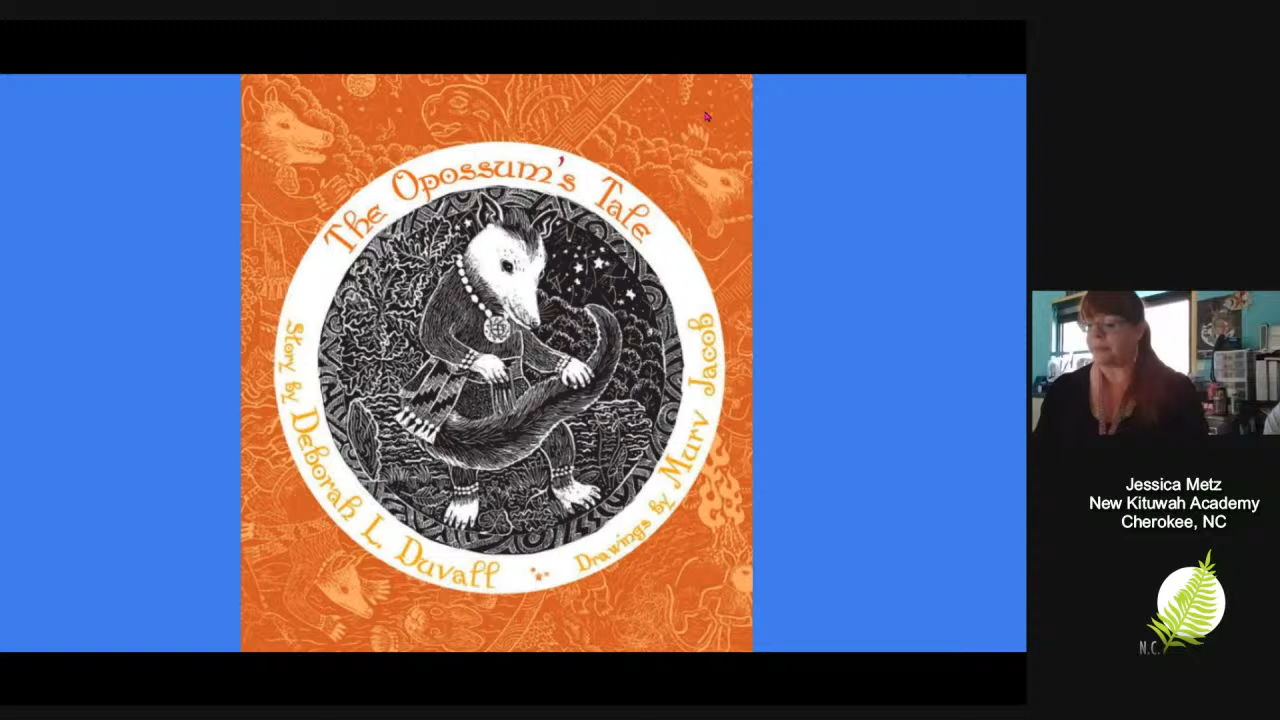 The Opossum's Tale
Story by Deborah L. Duvall
Drawings by Murv Jacob
Jessica Metz
New Kituwah Academy
Cherokee, NC
N.C.